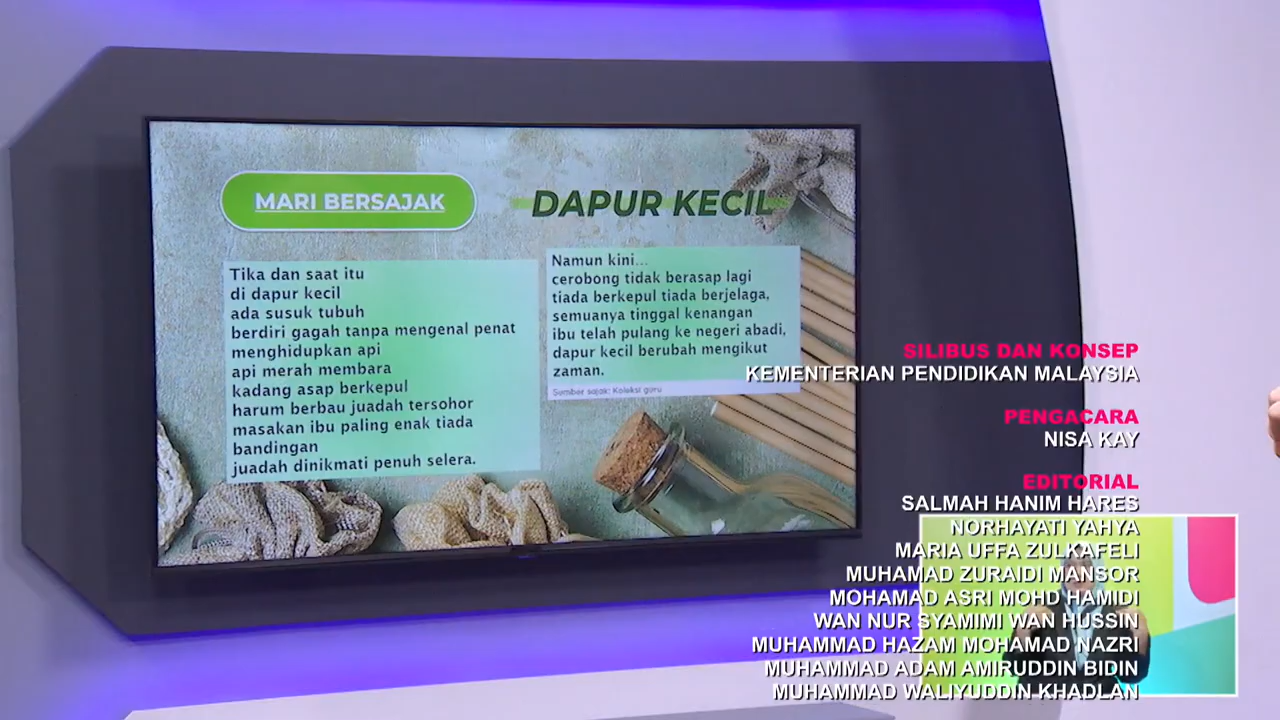 MARI BERSAJAK
DAPUR KECIL
Tika dan saat itu
di dapur kecil
ada susuk tubuh
berdiri gagah tanpa mengenal penat
menghidupkan api
api merah membara
kadang asap berkepul
harum berbau juadah tersohor
masakan ibu paling enak tiada
bandingan
juadah dinikmati penuh selera.
Namun kini...
cerobong tidak berasap lagi
tiada berkepul tiada berjelaga,
semuanya tinggal kenangan
ibu telah pulang ke negeri abadi,
dapur kecil berubah mengikut
zaman.
Sumber sajak: Koleksi guru
SILIBUS DAN KONSEP
KEMENTERIAN PENDIDIKAN MALAYSIA
PENGACARA
NISA KAY
EDITORIAL
SALMAH HANIM HARES
NORHAYATI YAHYA
MARIA UFFA ZULKAFELI
MUHAMAD ZURAIDI MANSOR
MOHAMAD ASRI MOHD HAMIDI
WAN NUR SYAMIMI WAN HUSSIN
MUHAMMAD HAZAM MOHAMAD NAZRI
MUHAMMAD ADAM AMIRUDDIN BIDIN
MUHAMMAD WALIYUDDIN KHADLAN